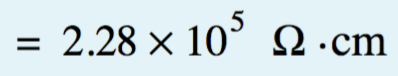 = 2.28 × 10⁵ Ω·cm